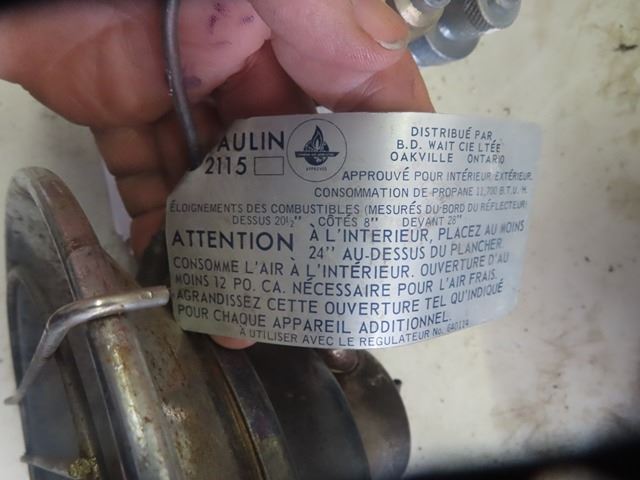 AULIN
2115
DISTRIBUÉ PAR
B.D. WAIT CIE LTÉE
OAKVILLE ONTARIO
APPROUVÉ POUR INTÉRIEUR/EXTÉRIEUR.
CONSOMMATION DE PROPANE 11,700 B.T.U.H.
ÉLOIGNEMENTS DES COMBUSTIBLES (MESURÉS DU BORD DU RÉFLECTEUR)
DESSUS 20½" CÔTÉS 8" DEVANT 28"
ATTENTION À L'INTERIEUR, PLACEZ AU MOINS
24" AU-DESSUS DU PLANCHER.
CONSOMME L'AIR À L'INTÉRIEUR. OUVERTURE D'AU
MOINS 12 PO. CA. NÉCESSAIRE POUR L'AIR FRAIS.
AGRANDISSEZ CETTE OUVERTURE TEL QU'INDIQUÉ
POUR CHAQUE APPAREIL ADDITIONNEL.
À UTILISER AVEC LE REGULATEUR No.